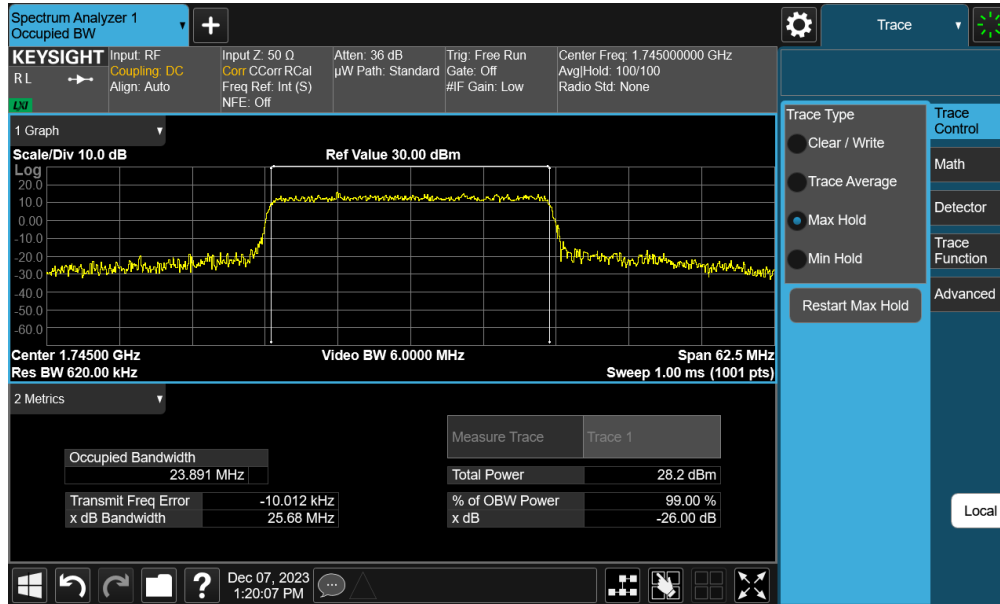 Spectrum Analyzer 1
Occupied BW
+
Trace
KEYSIGHT
R L
LXI
Input: RF
Coupling: DC
Align: Auto
Input Z: 50 Ω
Corr CCorr RCal
Freq Ref: Int (S)
NFE: Off
Atten: 36 dB
µW Path: Standard
Trig: Free Run
Gate: Off
#IF Gain: Low
Center Freq: 1.745000000 GHz
Avg|Hold: 100/100
Radio Std: None
1 Graph
Scale/Div 10.0 dB
Ref Value 30.00 dBm
Log
20.0
10.0
0.00
-10.0
-20.0
-30.0
-40.0
-50.0
-60.0
Center 1.74500 GHz
Video BW 6.0000 MHz
Span 62.5 MHz
Res BW 620.00 kHz
Sweep 1.00 ms (1001 pts)
2 Metrics
Measure Trace
Trace 1
Occupied Bandwidth
23.891 MHz
Total Power
28.2 dBm
Transmit Freq Error
-10.012 kHz
% of OBW Power
99.00 %
x dB Bandwidth
25.68 MHz
x dB
-26.00 dB
Trace Type
Clear / Write
Trace Average
Max Hold
Min Hold
Restart Max Hold
Trace
Control
Math
Detector
Trace
Function
Advanced
Local
?
Dec 07, 2023
1:20:07 PM